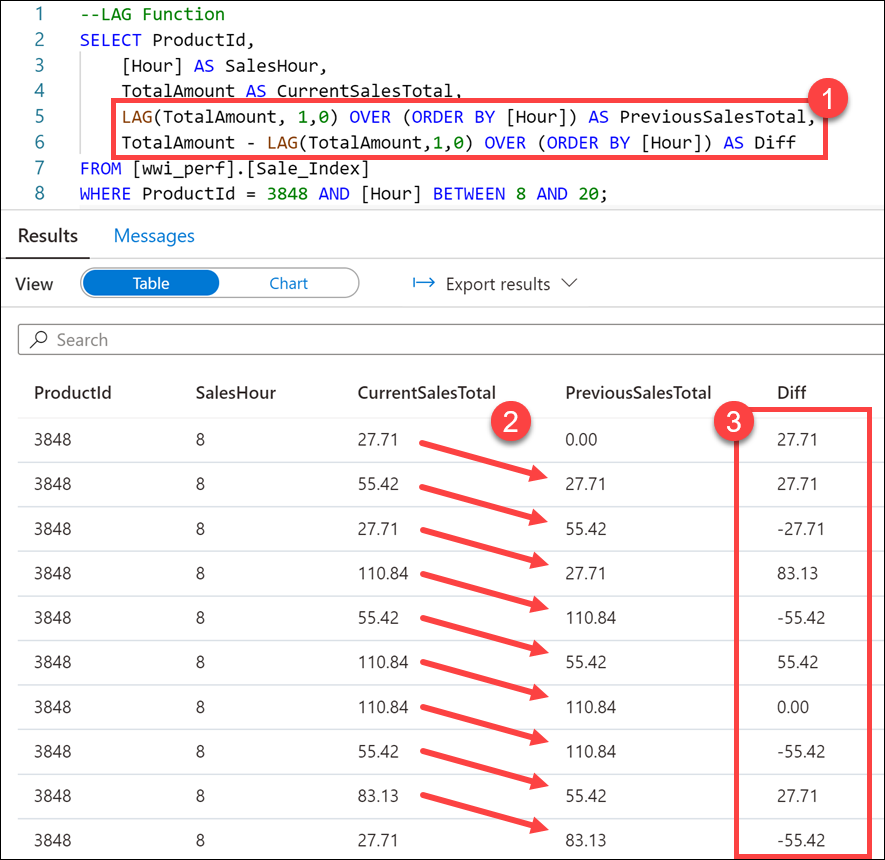 1 --LAG Function
2 SELECT ProductId,
3 [Hour] AS SalesHour,
4 TotalAmount AS CurrentSalesTotal,
5 LAG(TotalAmount, 1,0) OVER (ORDER BY [Hour]) AS PreviousSalesTotal, 1
6 TotalAmount - LAG(TotalAmount,1,0) OVER (ORDER BY [Hour]) AS Diff
7 FROM [wwi_perf].[Sale_Index]
8 WHERE ProductId = 3848 AND [Hour] BETWEEN 8 AND 20;
Results Messages
View Table Chart Export results
Search
ProductId SalesHour CurrentSalesTotal PreviousSalesTotal Diff
2 3
3848 8 27.71 0.00 27.71
3848 8 55.42 27.71 27.71
3848 8 27.71 55.42 -27.71
3848 8 110.84 27.71 83.13
3848 8 55.42 110.84 -55.42
3848 8 110.84 55.42 55.42
3848 8 110.84 110.84 0.00
3848 8 55.42 110.84 -55.42
3848 8 83.13 55.42 27.71
3848 8 27.71 83.13 -55.42